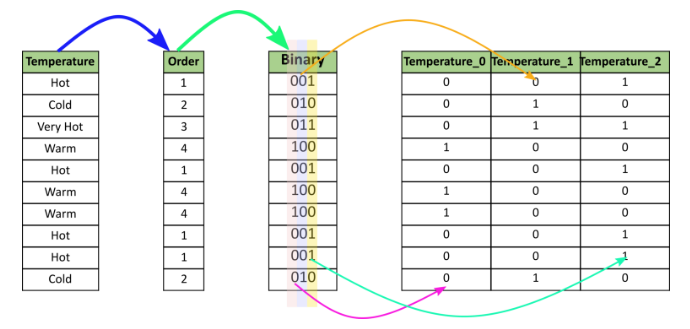 Temperature Order Binary Temperature_0 Temperature_1 Temperature_2
Hot 1 001 0 0 1
Cold 2 010 0 1 0
Very Hot 3 011 0 1 1
Warm 4 100 1 0 0
Hot 1 001 0 0 1
Warm 4 100 1 0 0
Warm 4 100 1 0 0
Hot 1 001 0 0 1
Hot 1 001 0 0 1
Cold 2 010 0 1 0